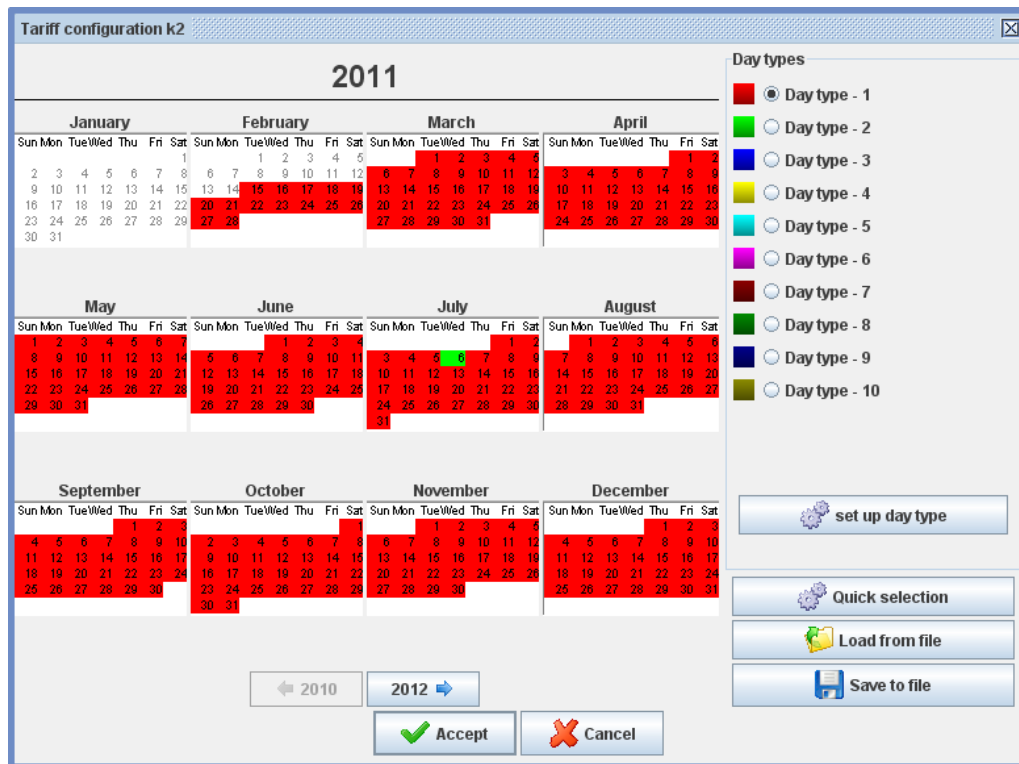 Tariff configuration k2
2011
January February March April
Sun Mon Tue Wed Thu Fri Sat Sun Mon Tue Wed Thu Fri Sat Sun Mon Tue Wed Thu Fri Sat Sun Mon Tue Wed Thu Fri Sat
1 1 2 3 4 5 1 2 3 4 5 1 2
2 3 4 5 6 7 8 6 7 8 9 10 11 12 6 7 8 9 10 11 12 3 4 5 6 7 8 9
9 10 11 12 13 14 15 13 14 15 16 17 18 19 13 14 15 16 17 18 19 10 11 12 13 14 15 16
16 17 18 19 20 21 22 20 21 22 23 24 25 26 20 21 22 23 24 25 26 17 18 19 20 21 22 23
23 24 25 26 27 28 29 27 28 27 28 29 30 31 24 25 26 27 28 29 30
30 31
May June July August
Sun Mon Tue Wed Thu Fri Sat Sun Mon Tue Wed Thu Fri Sat Sun Mon Tue Wed Thu Fri Sat Sun Mon Tue Wed Thu Fri Sat
1 2 3 4 5 6 7 1 2 3 4 1 2 1 2 3 4 5 6
8 9 10 11 12 13 14 5 6 7 8 9 10 11 3 4 5 6 7 8 9 7 8 9 10 11 12 13
15 16 17 18 19 20 21 12 13 14 15 16 17 18 10 11 12 13 14 15 16 14 15 16 17 18 19 20
22 23 24 25 26 27 28 19 20 21 22 23 24 25 17 18 19 20 21 22 23 21 22 23 24 25 26 27
29 30 31 26 27 28 29 30 24 25 26 27 28 29 30 28 29 30 31
31
September October November December
Sun Mon Tue Wed Thu Fri Sat Sun Mon Tue Wed Thu Fri Sat Sun Mon Tue Wed Thu Fri Sat Sun Mon Tue Wed Thu Fri Sat
1 2 3 1 1 2 3 4 5 1 2 3
4 5 6 7 8 9 10 2 3 4 5 6 7 8 6 7 8 9 10 11 12 4 5 6 7 8 9 10
11 12 13 14 15 16 17 9 10 11 12 13 14 15 13 14 15 16 17 18 19 11 12 13 14 15 16 17
18 19 20 21 22 23 24 16 17 18 19 20 21 22 20 21 22 23 24 25 26 18 19 20 21 22 23 24
25 26 27 28 29 30 23 24 25 26 27 28 29 27 28 29 30 25 26 27 28 29 30 31
30 31
2010 2012
Accept Cancel
Day types
Day type - 1
Day type - 2
Day type - 3
Day type - 4
Day type - 5
Day type - 6
Day type - 7
Day type - 8
Day type - 9
Day type - 10
set up day type
Quick selection
Load from file
Save to file